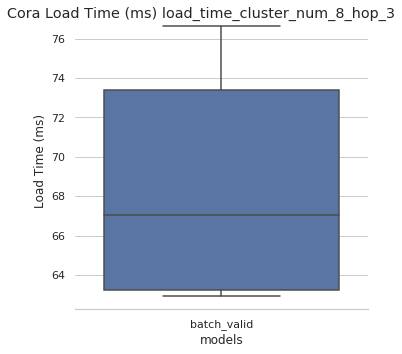 Cora Load Time (ms) load_time_cluster_num_8_hop_3
76
74
72
70
68
66
64
Load Time (ms)
batch_valid
models